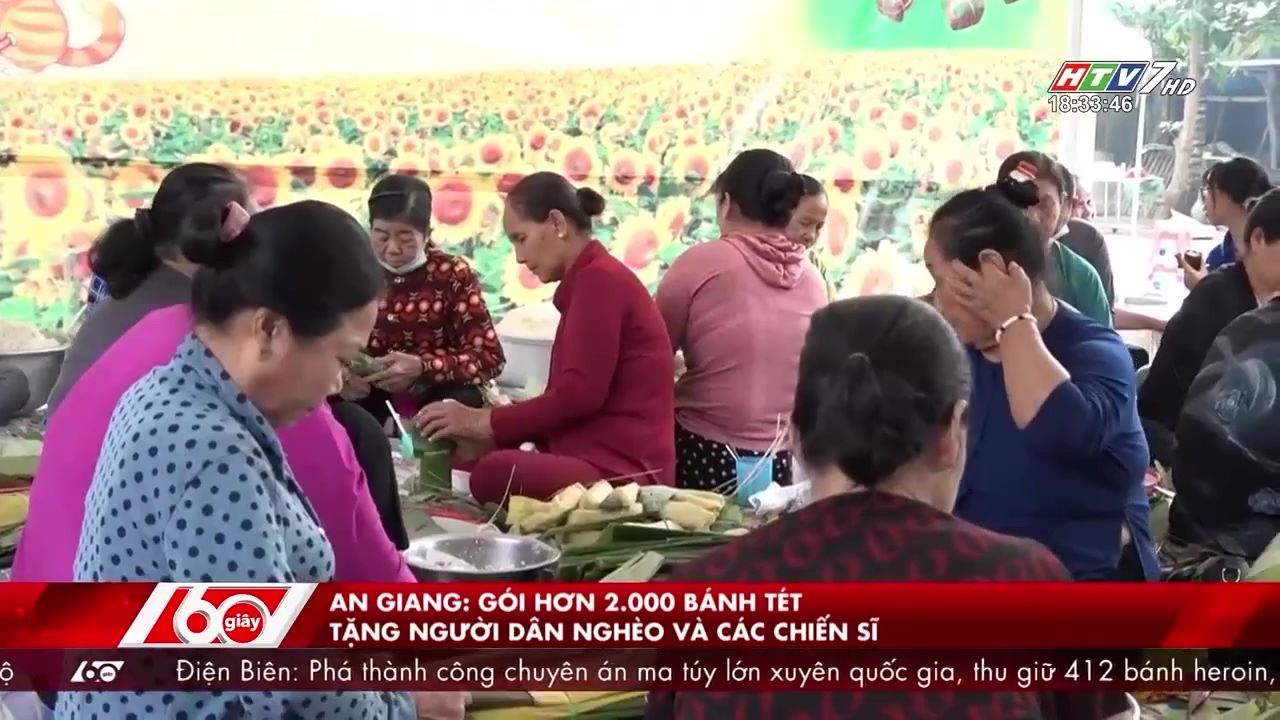 HTV7 HD
18:33:46
60 giây
AN GIANG: GÓI HƠN 2.000 BÁNH TÉT
TẶNG NGƯỜI DÂN NGHÈO VÀ CÁC CHIẾN SĨ
ộ 60 giây Điện Biên: Phá thành công chuyên án ma túy lớn xuyên quốc gia, thu giữ 412 bánh heroin,